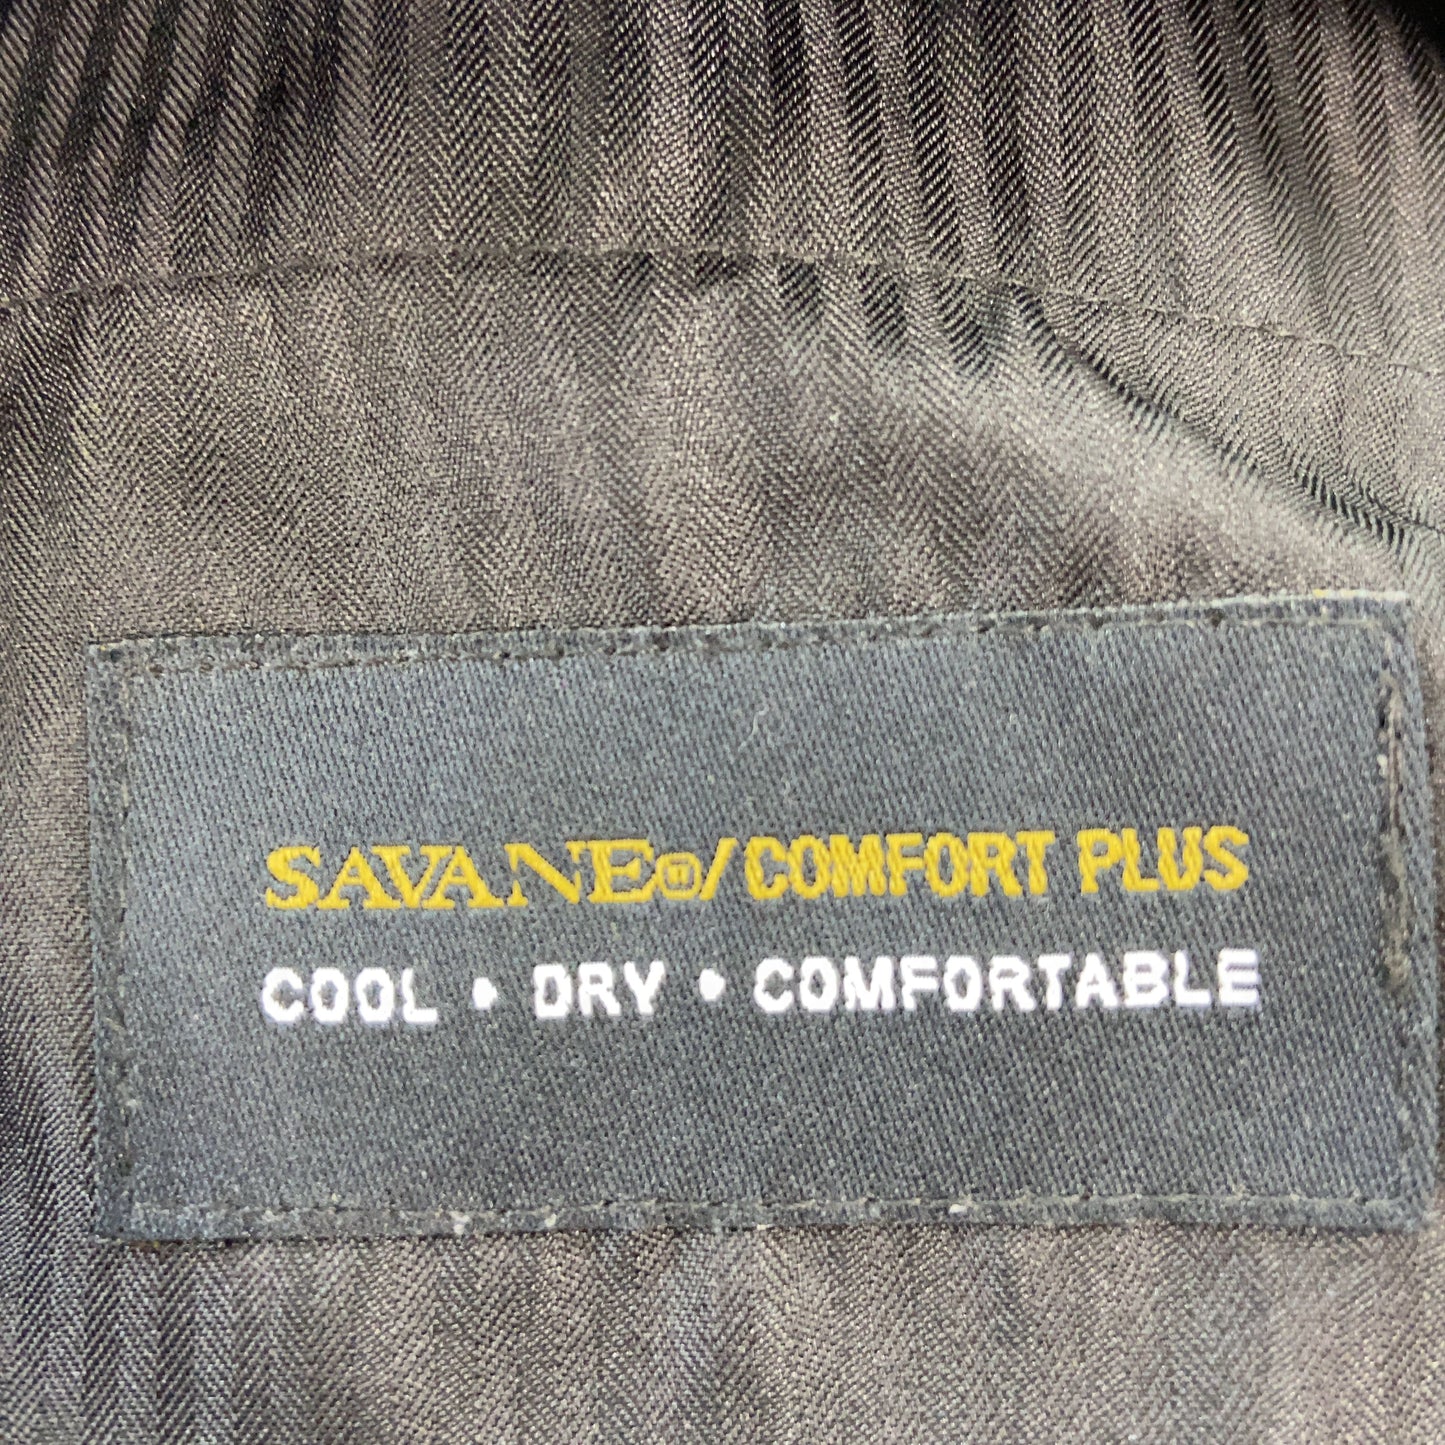 SAVANE®/COMFORT PLUS
COOL • DRY • COMFORTABLE